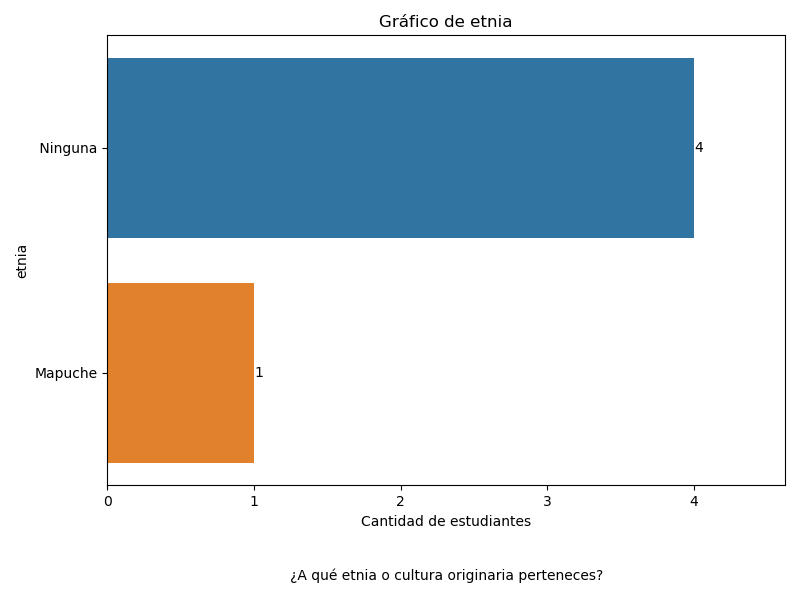 Gráfico de etnia
etnia
Ninguna
4
Mapuche
1
0 1 2 3 4
Cantidad de estudiantes
¿A qué etnia o cultura originaria perteneces?